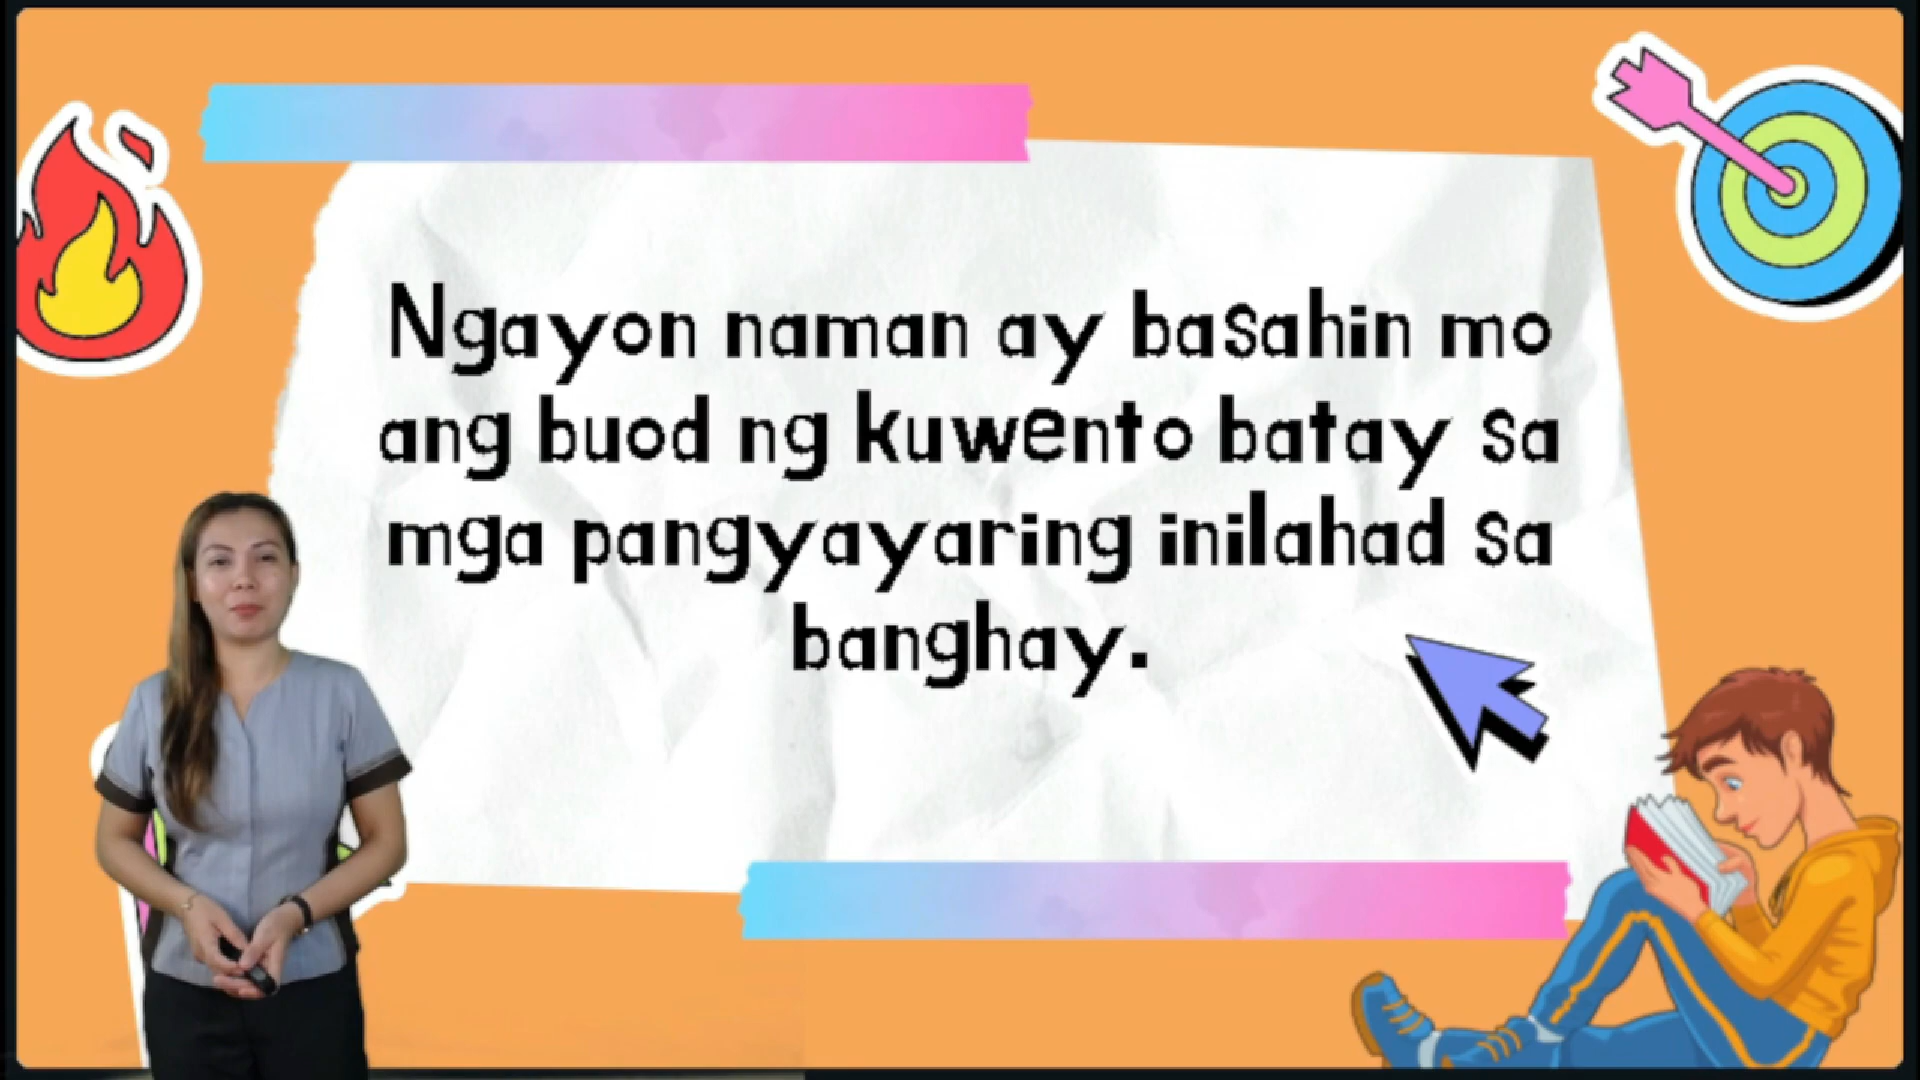 Ngayon naman ay basahin mo
ang buod ng kuwento batay sa
mga pangyayaring inilahad sa
banghay.